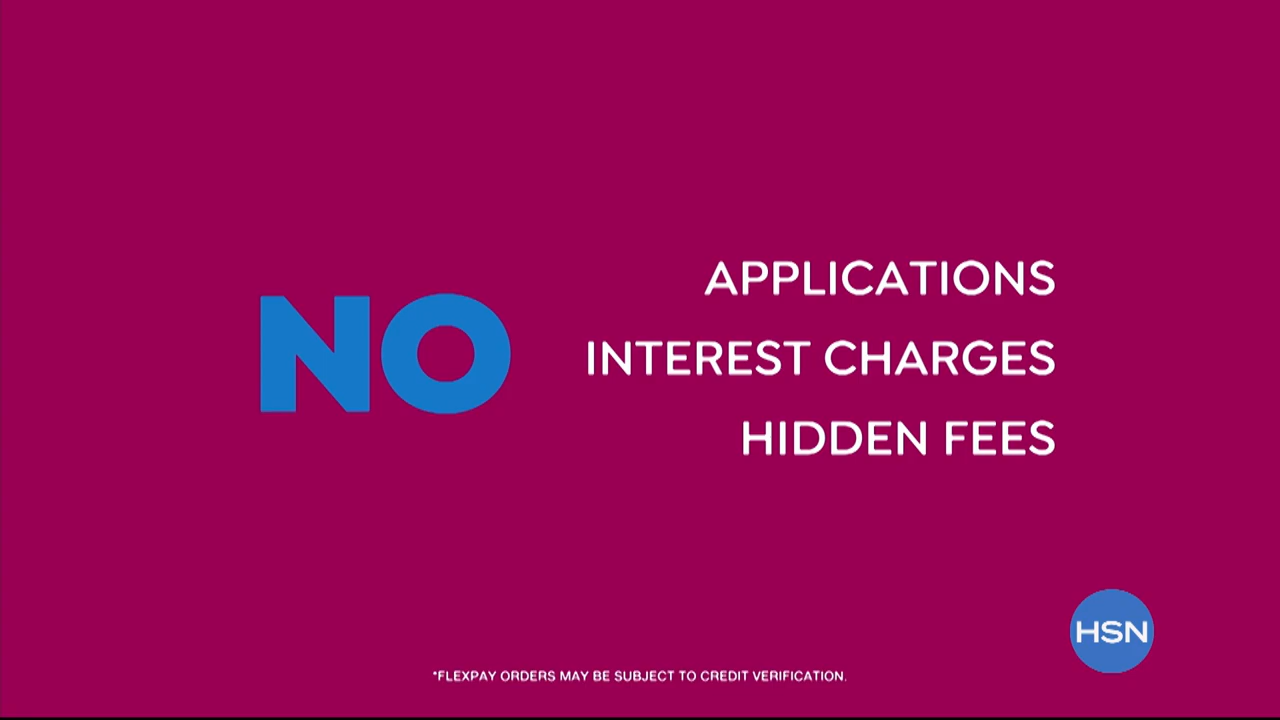 NO
APPLICATIONS
INTEREST CHARGES
HIDDEN FEES
HSN
*FLEXPAY ORDERS MAY BE SUBJECT TO CREDIT VERIFICATION.